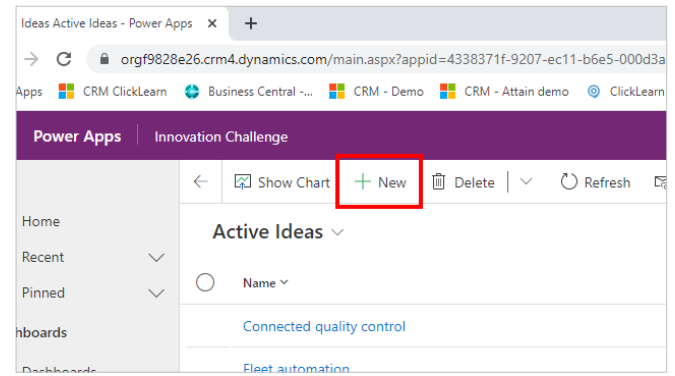 Ideas Active Ideas - Power Apps
orgf9828e26.crm4.dynamics.com/main.aspx?appid=4338371f-9207-ec11-b6e5-000d3a
Apps CRM ClickLearn Business Central -... CRM - Demo CRM - Attain demo ClickLearn
Power Apps Innovation Challenge
Show Chart New Delete Refresh
Home
Active Ideas
Recent
Pinned
Name
hboards
Connected quality control
Dashboards
Fleet automation